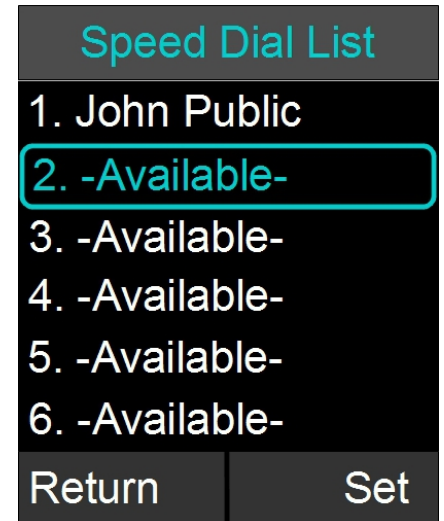 Speed Dial List
1. John Public
2. -Available-
3. -Available-
4. -Available-
5. -Available-
6. -Available-
Return Set